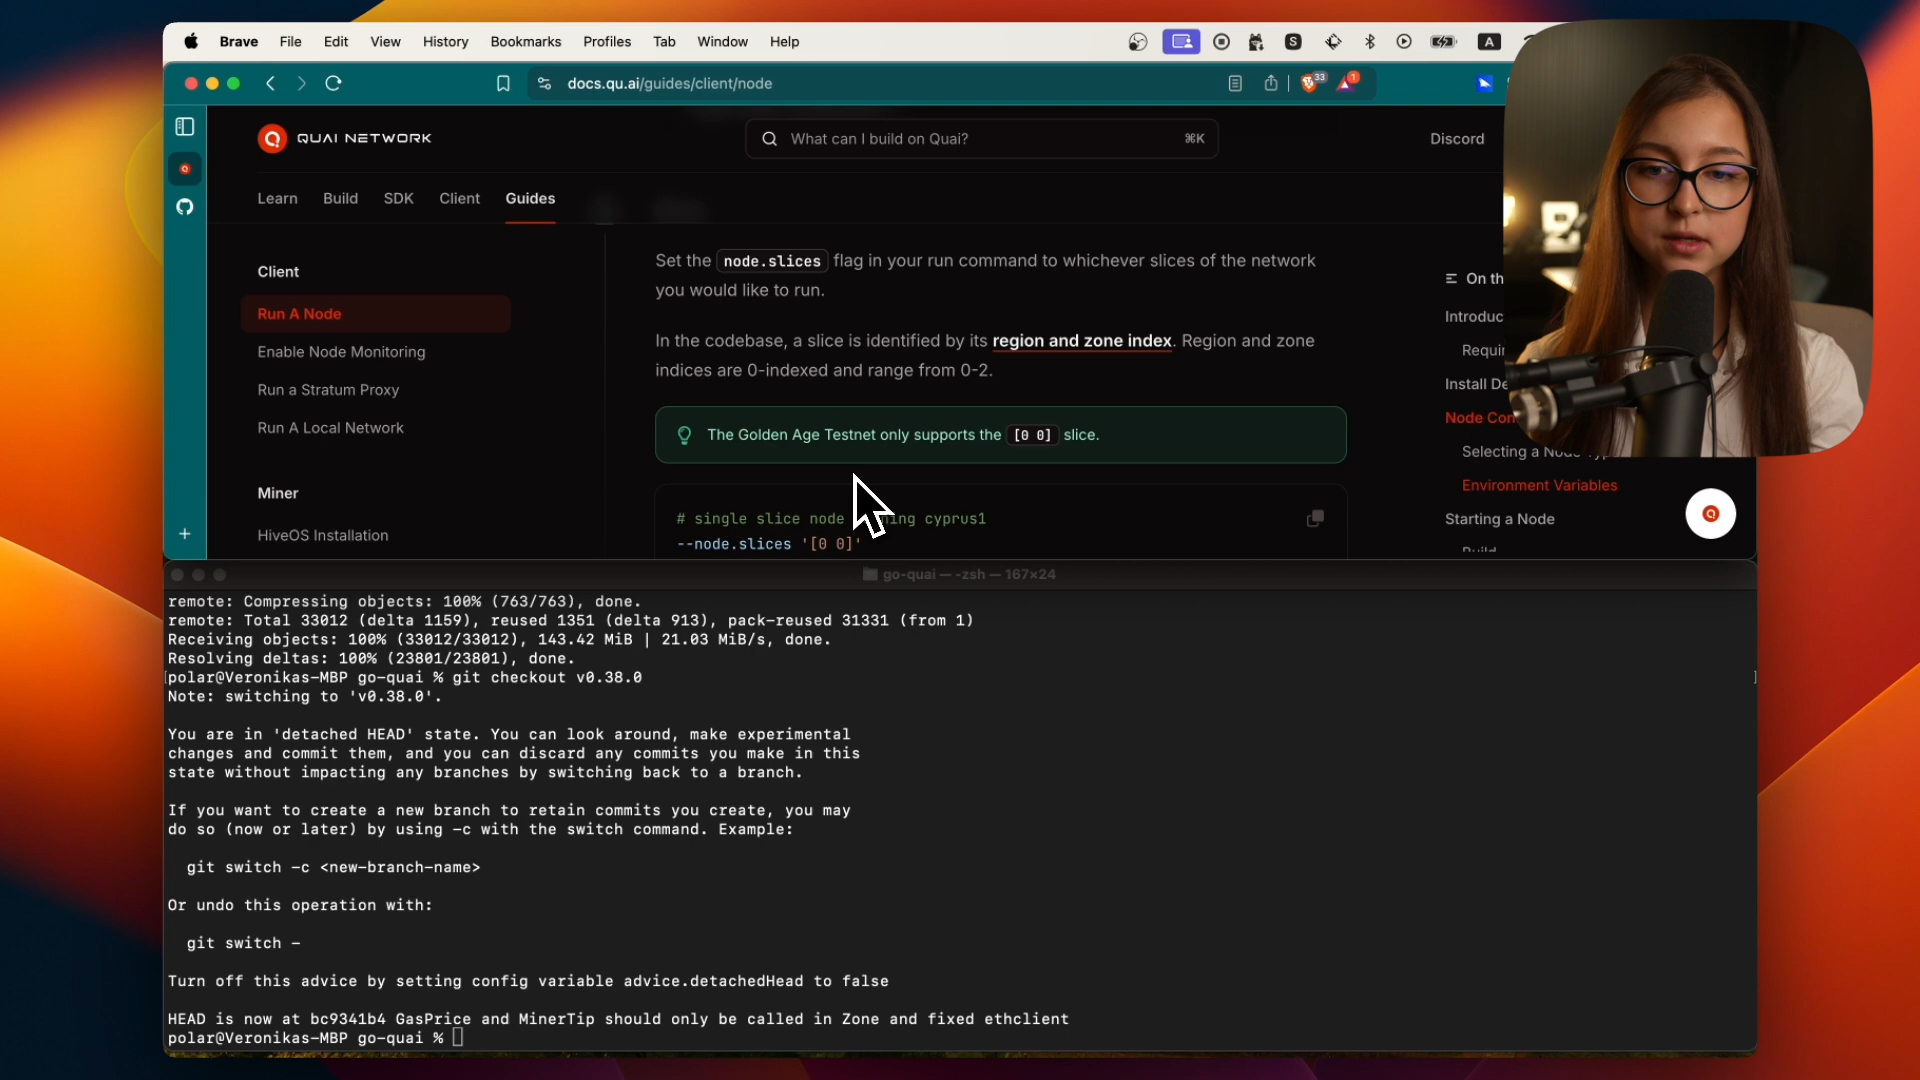 Brave File Edit View History Bookmarks Profiles Tab Window Help
S A
docs.qu.ai/guides/client/node
33 1
QUAI NETWORK
What can I build on Quai? ⌘K
Discord
Learn Build SDK Client Guides
Client
Run A Node
Enable Node Monitoring
Run a Stratum Proxy
Run A Local Network
Miner
HiveOS Installation
Set the node.slices flag in your run command to whichever slices of the network
you would like to run.
In the codebase, a slice is identified by its region and zone index. Region and zone
indices are 0-indexed and range from 0-2.
The Golden Age Testnet only supports the [0 0] slice.
# single slice node ning cyprus1
--node.slices '[0 0]'
On th
Introduc
Requir
Install De
Node Con
Selecting a
Environment Variables
Starting a Node
go-quai — -zsh — 167×24
remote: Compressing objects: 100% (763/763), done.
remote: Total 33012 (delta 1159), reused 1351 (delta 913), pack-reused 31331 (from 1)
Receiving objects: 100% (33012/33012), 143.42 MiB | 21.03 MiB/s, done.
Resolving deltas: 100% (23801/23801), done.
[polar@Veronikas-MBP go-quai % git checkout v0.38.0 ]
Note: switching to 'v0.38.0'.
You are in 'detached HEAD' state. You can look around, make experimental
changes and commit them, and you can discard any commits you make in this
state without impacting any branches by switching back to a branch.
If you want to create a new branch to retain commits you create, you may
do so (now or later) by using -c with the switch command. Example:
git switch -c <new-branch-name>
Or undo this operation with:
git switch -
Turn off this advice by setting config variable advice.detachedHead to false
HEAD is now at bc9341b4 GasPrice and MinerTip should only be called in Zone and fixed ethclient
polar@Veronikas-MBP go-quai %